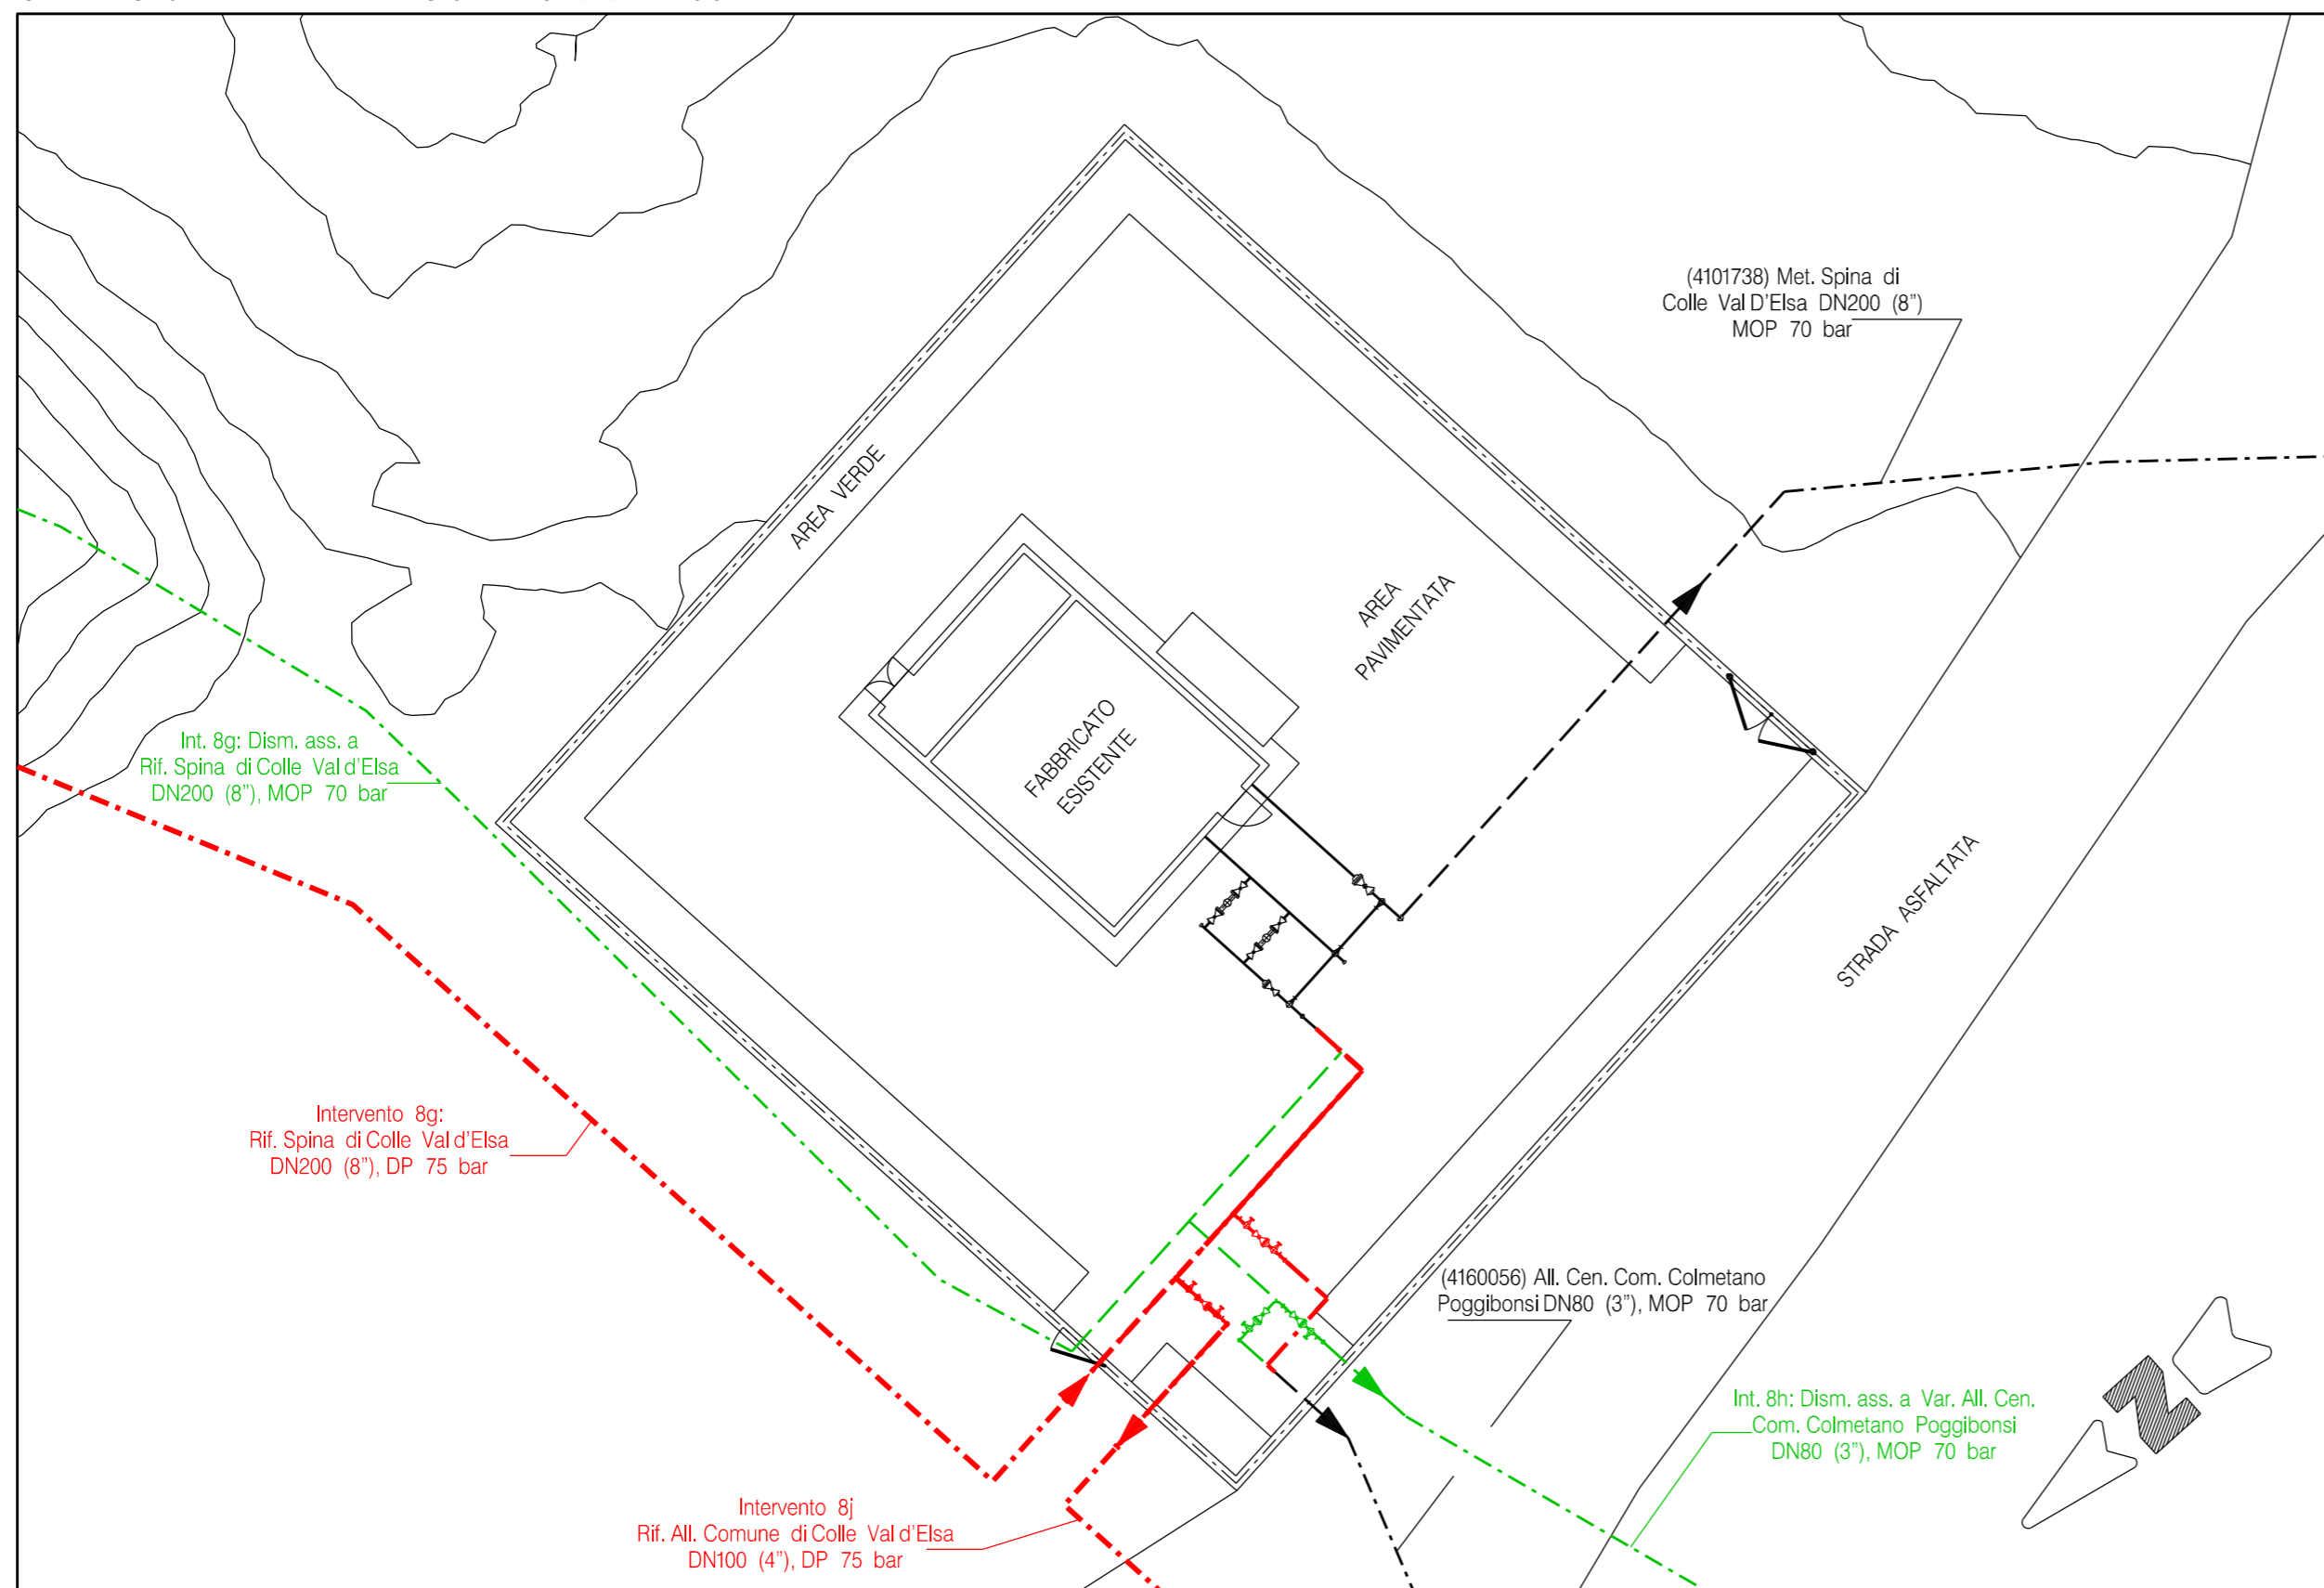 (4101738) Met. Spina di
Colle Val D'Elsa DN200 (8")
MOP 70 bar
AREA VERDE
AREA
PAVIMENTATA
FABBRICATO
ESISTENTE
Int. 8g: Dism. ass. a
Rif. Spina di Colle Val d'Elsa
DN200 (8"), MOP 70 bar
STRADA ASFALTATA
Intervento 8g:
Rif. Spina di Colle Val d'Elsa
DN200 (8"), DP 75 bar
(4160056) All. Cen. Com. Colmetano
Poggibonsi DN80 (3"), MOP 70 bar
Int. 8h: Dism. ass. a Var. All. Cen.
Com. Colmetano Poggibonsi
DN80 (3"), MOP 70 bar
N
Intervento 8j
Rif. All. Comune di Colle Val d'Elsa
DN100 (4"), DP 75 bar